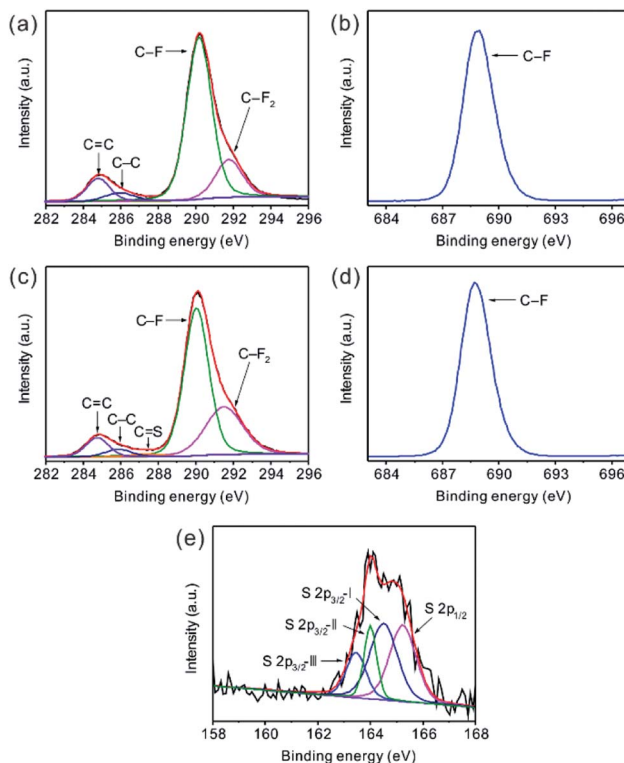 (a)
Intensity (a.u.)
C–F
C–F₂
C=C
C–C
282 284 286 288 290 292 294 296
Binding energy (eV)
(b)
Intensity (a.u.)
C–F
684 687 690 693 696
Binding energy (eV)
(c)
Intensity (a.u.)
C–F
C–F₂
C=C
C–C
C=S
282 284 286 288 290 292 294 296
Binding energy (eV)
(d)
Intensity (a.u.)
C–F
684 687 690 693 696
Binding energy (eV)
(e)
Intensity (a.u.)
S 2p₃/₂-I
S 2p₃/₂-II
S 2p₁/₂
S 2p₃/₂-III
158 160 162 164 166 168
Binding energy (eV)